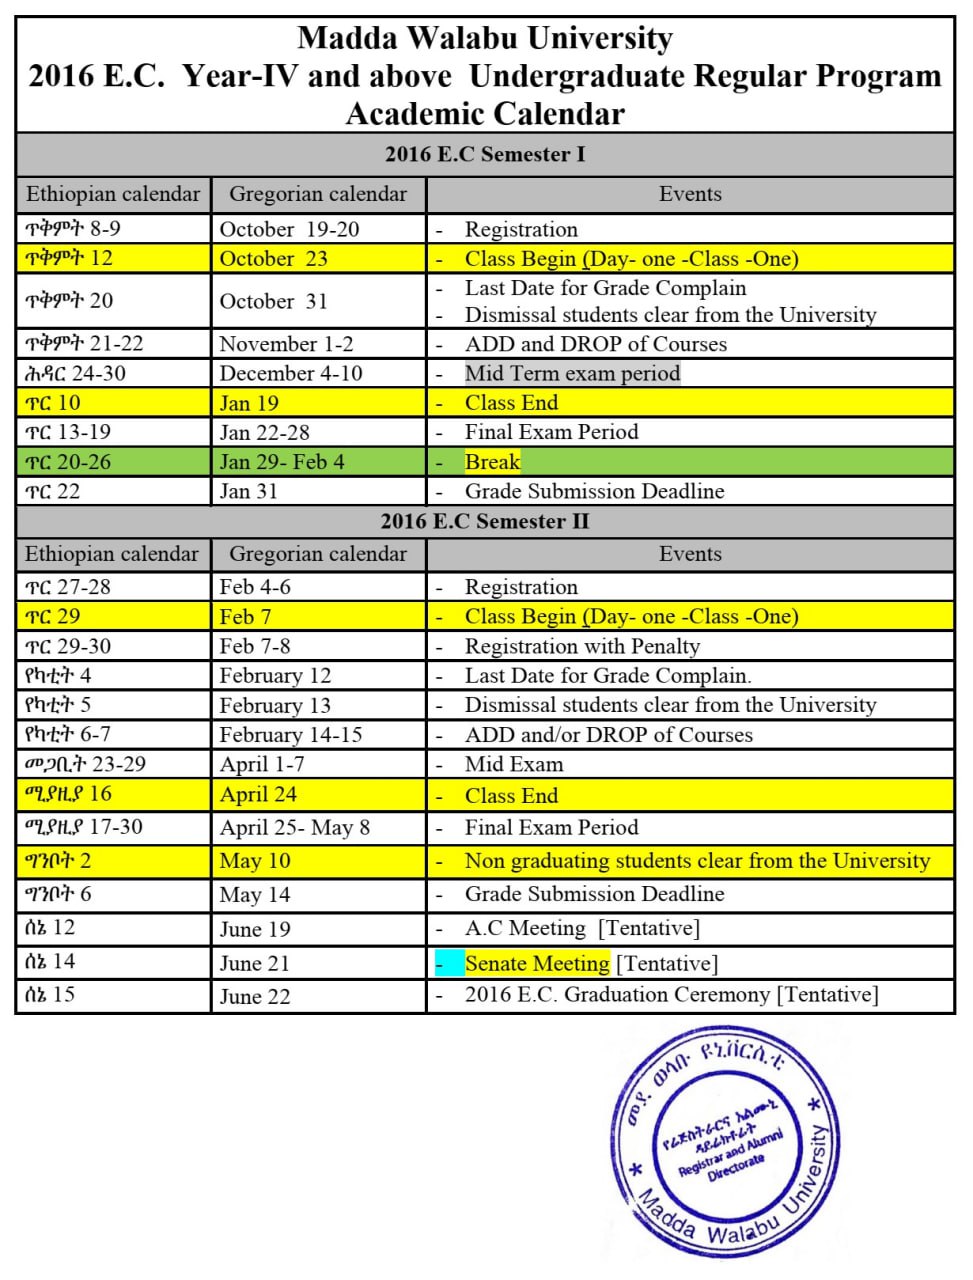 Madda Walabu University
2016 E.C. Year-IV and above Undergraduate Regular Program
Academic Calendar
2016 E.C Semester I
Ethiopian calendar Gregorian calendar Events
ጥቅምት 8-9 October 19-20 - Registration
ጥቅምት 12 October 23 - Class Begin (Day- one -Class -One)
ጥቅምት 20 October 31 - Last Date for Grade Complain
- Dismissal students clear from the University
ጥቅምት 21-22 November 1-2 - ADD and DROP of Courses
ሕዳር 24-30 December 4-10 - Mid Term exam period
ጥር 10 Jan 19 - Class End
ጥር 13-19 Jan 22-28 - Final Exam Period
ጥር 20-26 Jan 29- Feb 4 - Break
ጥር 22 Jan 31 - Grade Submission Deadline
2016 E.C Semester II
Ethiopian calendar Gregorian calendar Events
ጥር 27-28 Feb 4-6 - Registration
ጥር 29 Feb 7 - Class Begin (Day- one -Class -One)
ጥር 29-30 Feb 7-8 - Registration with Penalty
የካቲት 4 February 12 - Last Date for Grade Complain.
የካቲት 5 February 13 - Dismissal students clear from the University
የካቲት 6-7 February 14-15 - ADD and/or DROP of Courses
መጋቢት 23-29 April 1-7 - Mid Exam
ሚያዚያ 16 April 24 - Class End
ሚያዚያ 17-30 April 25- May 8 - Final Exam Period
ግንቦት 2 May 10 - Non graduating students clear from the University
ግንቦት 6 May 14 - Grade Submission Deadline
ሰኔ 12 June 19 - A.C Meeting [Tentative]
ሰኔ 14 June 21 - Senate Meeting [Tentative]
ሰኔ 15 June 22 - 2016 E.C. Graduation Ceremony [Tentative]
መዳ ወላቡ ዩኒቨርሲቲ
የሬጅስትራርና አልሙኒ
ዳይሬክቶሬት
Registrar and Alumni
Directorate
Madda Walabu University